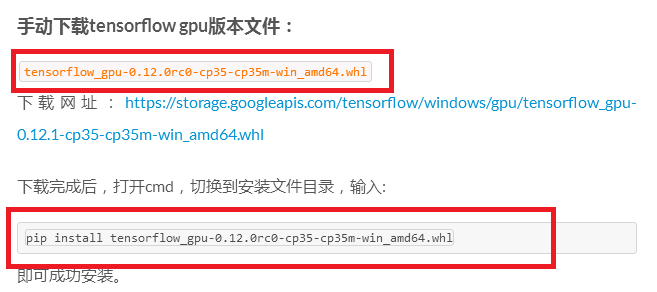 手动下载tensorflow gpu版本文件：
tensorflow_gpu-0.12.0rc0-cp35-cp35m-win_amd64.whl
下载网址：https://storage.googleapis.com/tensorflow/windows/gpu/tensorflow_gpu-
0.12.1-cp35-cp35m-win_amd64.whl
下载完成后，打开cmd，切换到安装文件目录，输入:
pip install tensorflow_gpu-0.12.0rc0-cp35-cp35m-win_amd64.whl
即可成功安装。